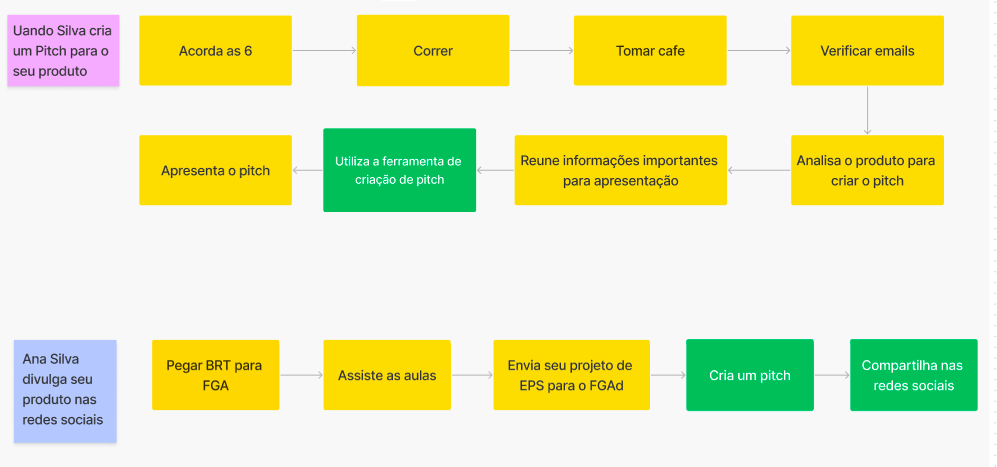 Uando Silva cria
um Pitch para o
seu produto
Acorda as 6
Correr
Tomar cafe
Verificar emails
Analisa o produto para
criar o pitch
Reune informações importantes
para apresentação
Utiliza a ferramenta de
criação de pitch
Apresenta o pitch
Ana Silva
divulga seu
produto nas
redes sociais
Pegar BRT para
FGA
Assiste as aulas
Envia seu projeto de
EPS para o FGAd
Cria um pitch
Compartilha nas
redes sociais